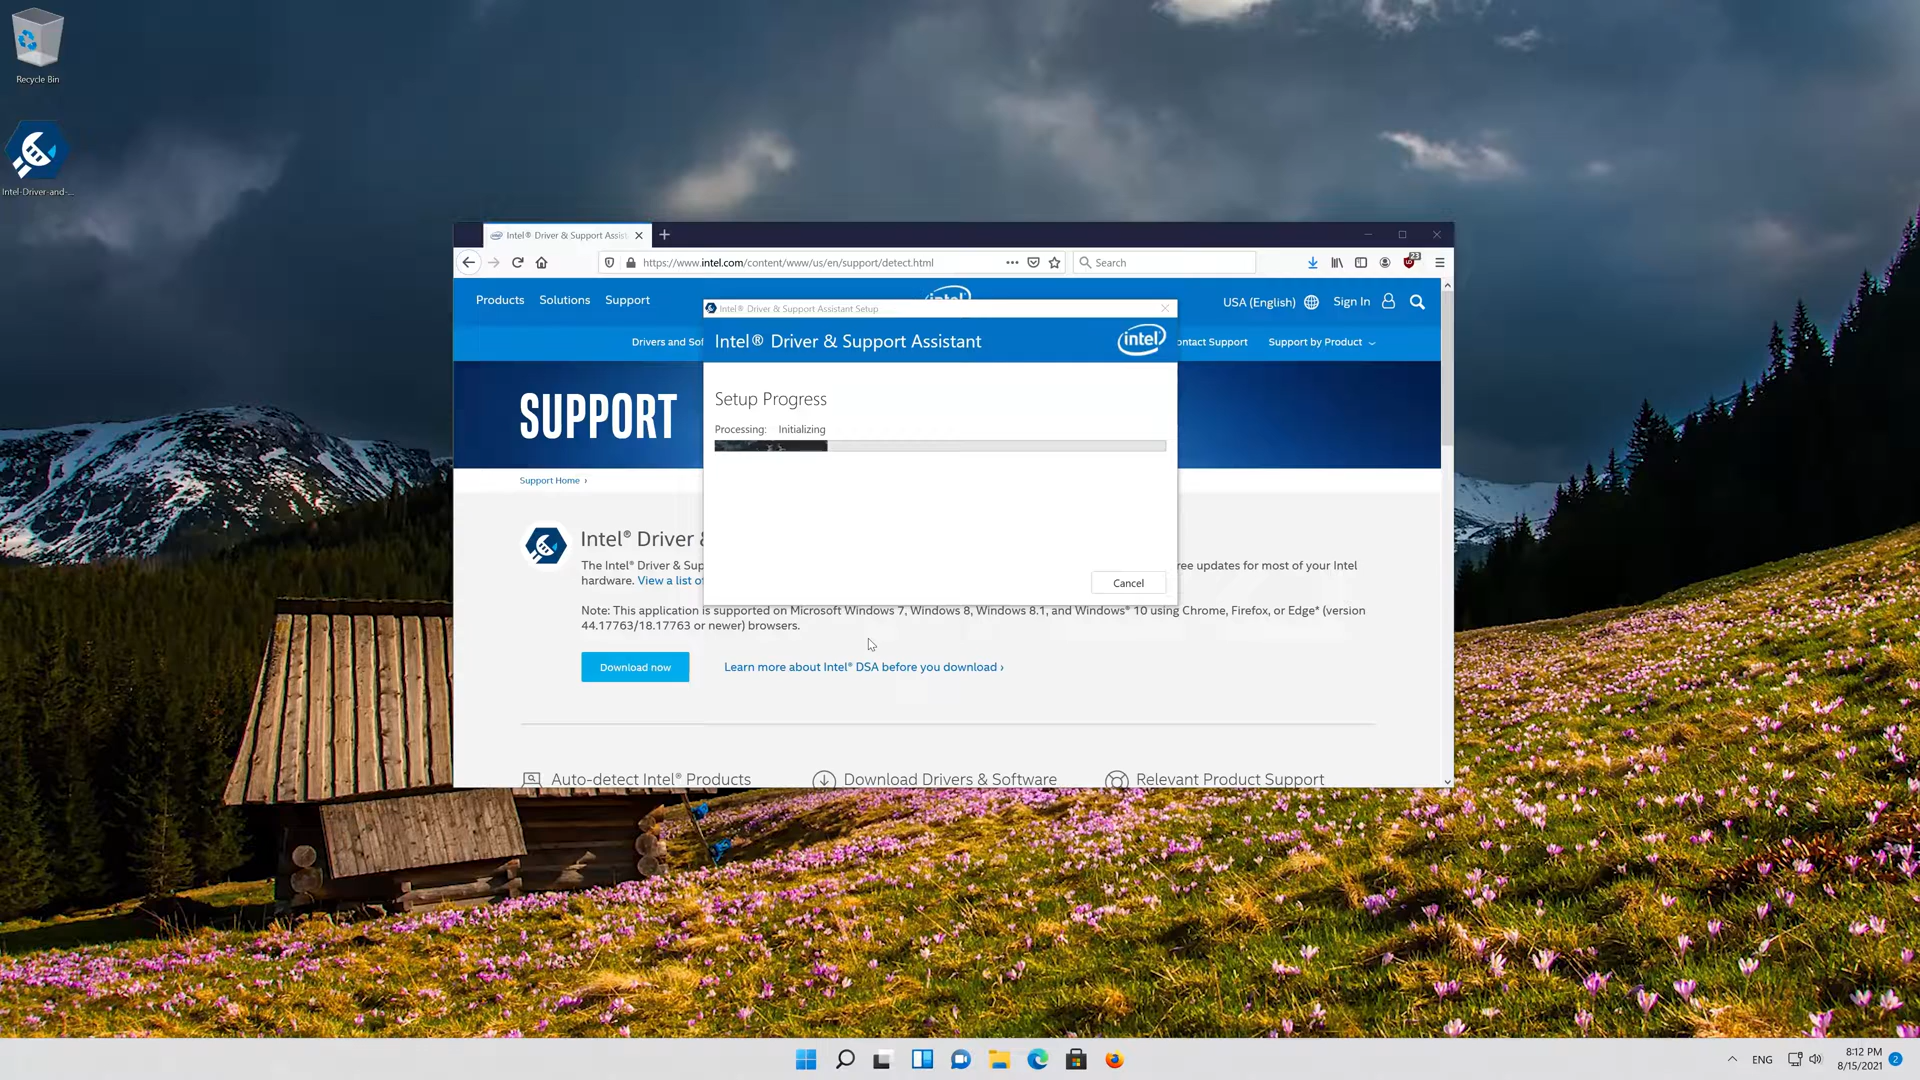 Recycle Bin
Intel-Driver-and-...
Intel® Driver & Support Assist
https://www.intel.com/content/www/us/en/support/detect.html
Search
23
Products
Solutions
Support
intel
USA (English)
Sign In
Drivers and Sof
ontact Support
Support by Product
Intel® Driver & Support Assistant Setup
Intel® Driver & Support Assistant
intel
SUPPORT
Setup Progress
Processing: Initializing
Support Home ›
Cancel
Intel® Driver &
The Intel® Driver & Sup
ree updates for most of your Intel
hardware. View a list of
Note: This application is supported on Microsoft Windows 7, Windows 8, Windows 8.1, and Windows® 10 using Chrome, Firefox, or Edge* (version
44.17763/18.17763 or newer) browsers.
Download now
Learn more about Intel® DSA before you download ›
Auto-detect Intel® Products
Download Drivers & Software
Relevant Product Support
ENG
8:12 PM
8/15/2021
2